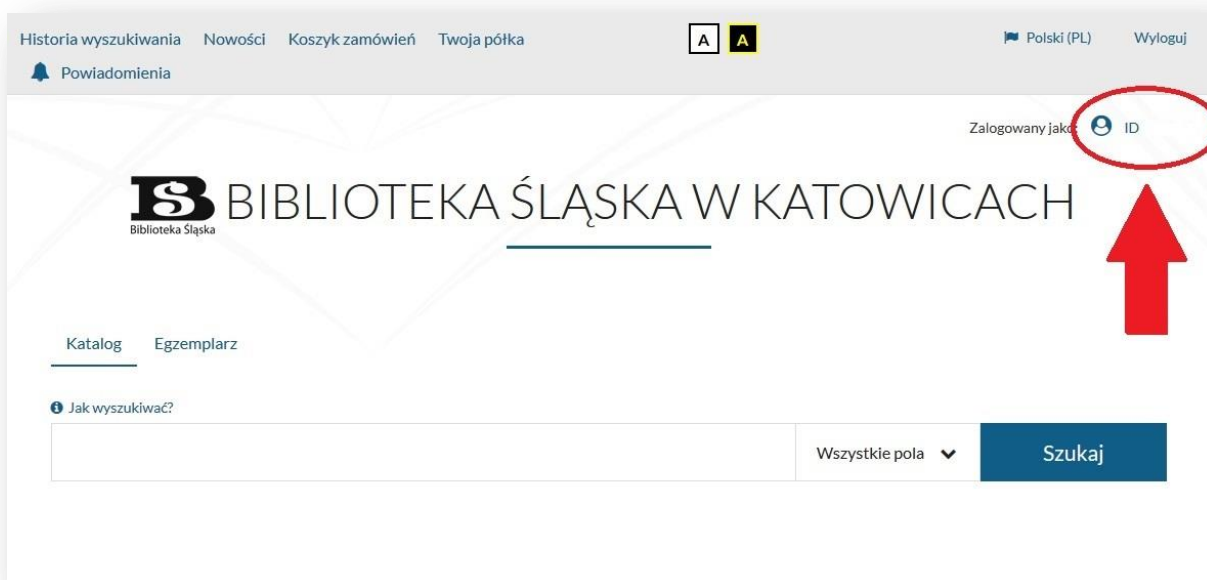 Historia wyszukiwania Nowości Koszyk zamówień Twoja półka A A Polski (PL) Wyloguj
Powiadomienia
Zalogowany jako: ID
BIBLIOTEKA ŚLĄSKA W KATOWICACH
Biblioteka Śląska
Katalog Egzemplarz
Jak wyszukiwać?
Wszystkie pola Szukaj